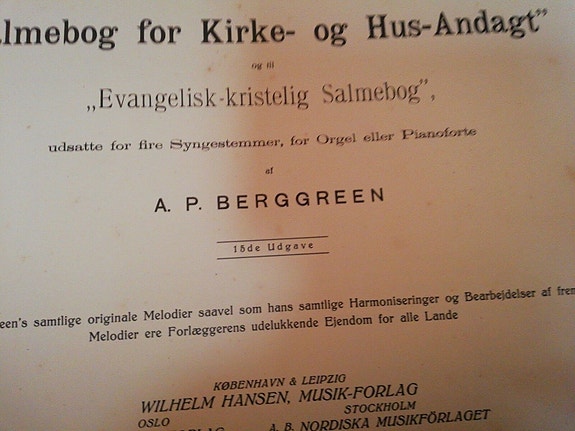 almebog for Kirke- og Hus-Andagt”
og til
„Evangelisk-kristelig Salmebog”,
udsatte for fire Syngestemmer, for Orgel eller Pianoforte
af
A. P. BERGGREEN
15de Udgave
een's samtlige originale Melodier saavel som hans samtlige Harmoniseringer og Bearbejdelser af frem
Melodier ere Forlæggerens udelukkende Ejendom for alle Lande
KØBENHAVN & LEIPZIG
WILHELM HANSEN, MUSIK-FORLAG
OSLO STOCKHOLM
A. B. NORDISKA MUSIKFÖRLAGET